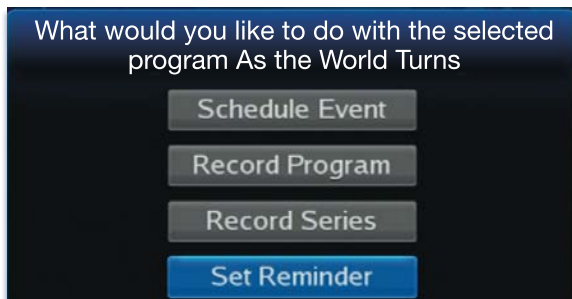 What would you like to do with the selected
program As the World Turns
Schedule Event
Record Program
Record Series
Set Reminder